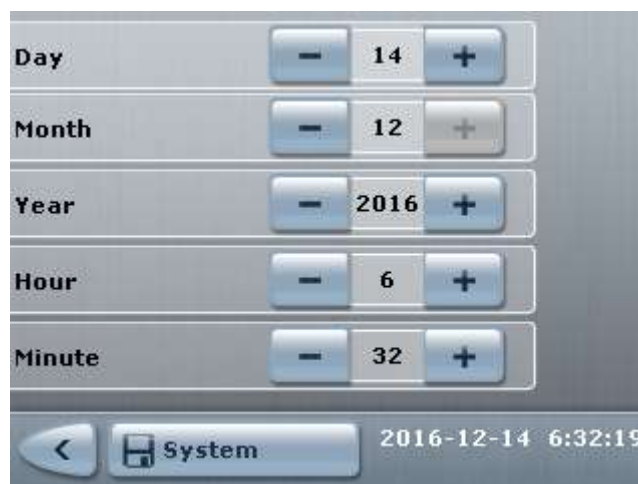 Day − 14 +
Month − 12 +
Year − 2016 +
Hour − 6 +
Minute − 32 +
< System 2016-12-14 6:32:19